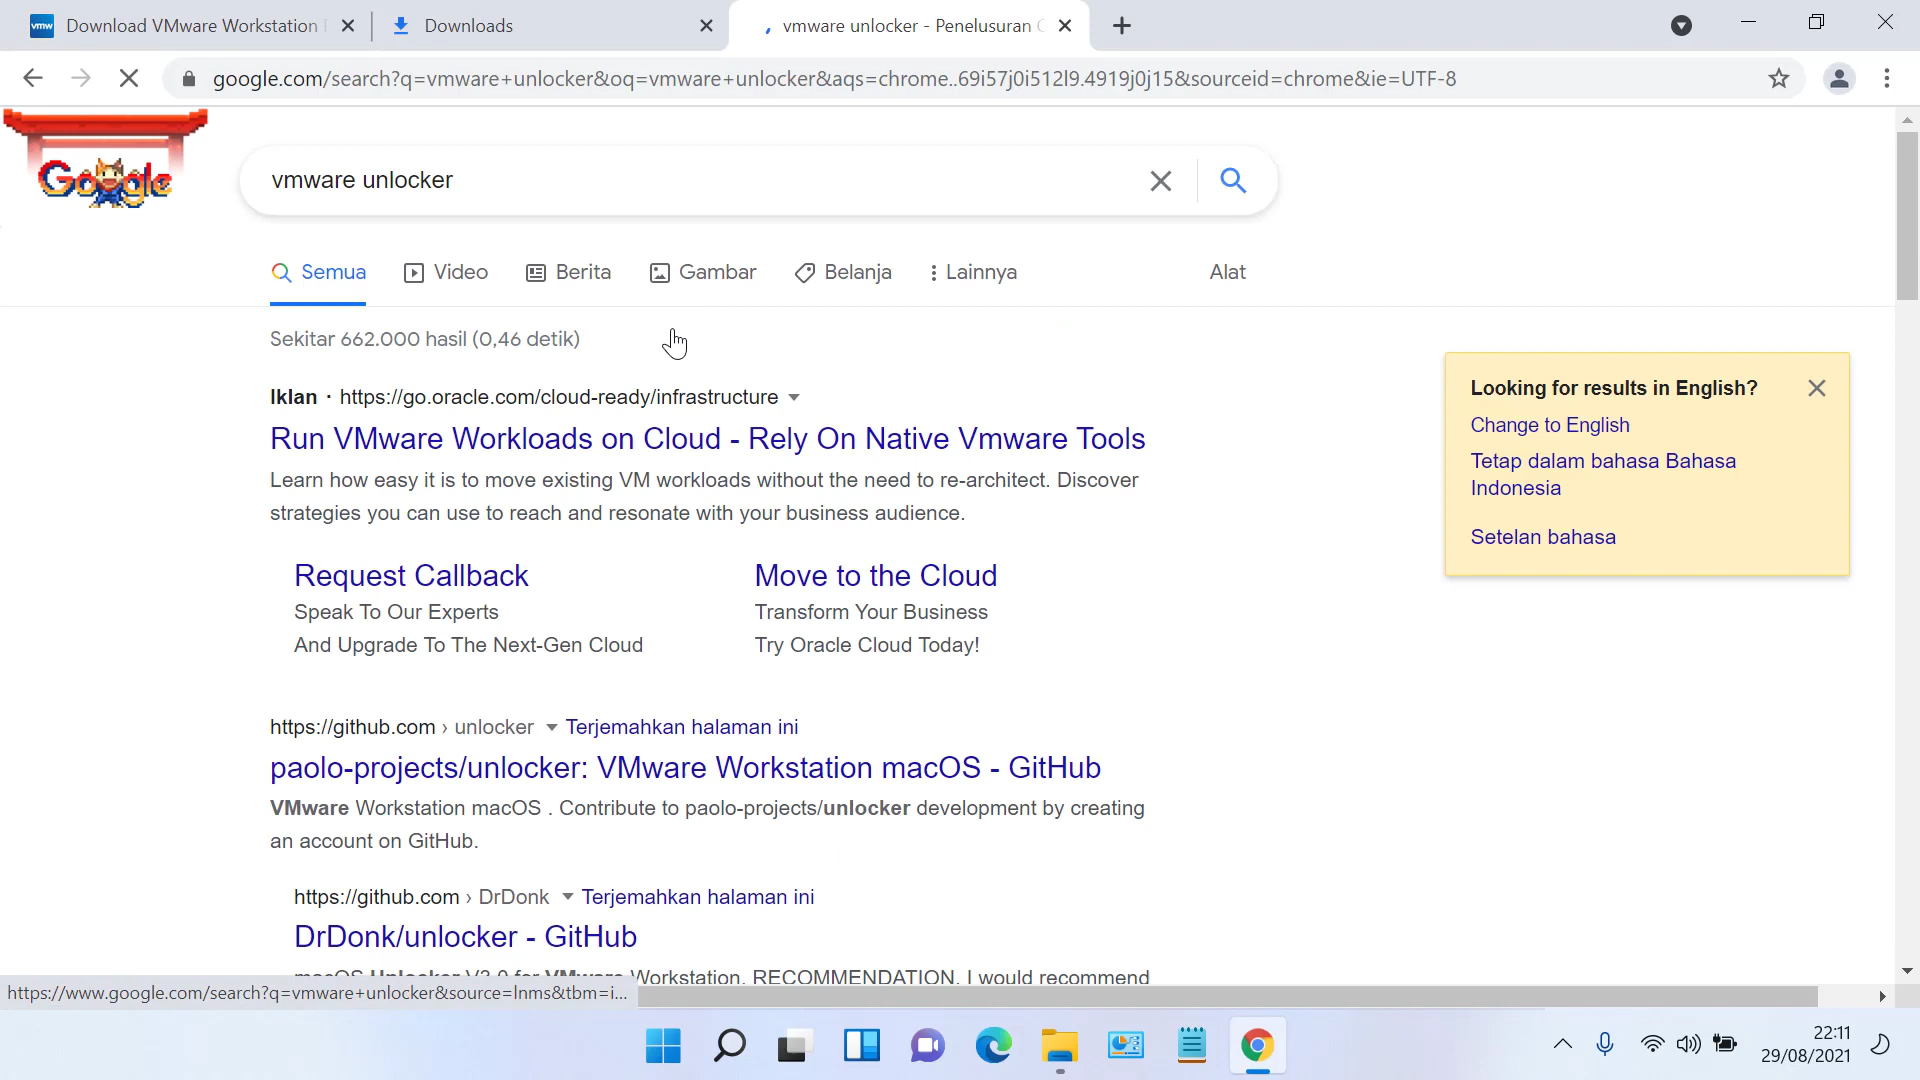 vmw Download VMware Workstation
Downloads
vmware unlocker - Penelusuran
google.com/search?q=vmware+unlocker&oq=vmware+unlocker&aqs=chrome..69i57j0i512l9.4919j0j15&sourceid=chrome&ie=UTF-8
Google
vmware unlocker
Semua Video Berita Gambar Belanja Lainnya Alat
Sekitar 662.000 hasil (0,46 detik)
Iklan · https://go.oracle.com/cloud-ready/infrastructure
Run VMware Workloads on Cloud - Rely On Native Vmware Tools
Learn how easy it is to move existing VM workloads without the need to re-architect. Discover
strategies you can use to reach and resonate with your business audience.
Request Callback
Speak To Our Experts
And Upgrade To The Next-Gen Cloud
Move to the Cloud
Transform Your Business
Try Oracle Cloud Today!
https://github.com › unlocker Terjemahkan halaman ini
paolo-projects/unlocker: VMware Workstation macOS - GitHub
VMware Workstation macOS . Contribute to paolo-projects/unlocker development by creating
an account on GitHub.
https://github.com › DrDonk Terjemahkan halaman ini
DrDonk/unlocker - GitHub
macOS Unlocker V3.0 for VMware Workstation. RECOMMENDATION. I would recommend
Looking for results in English?
Change to English
Tetap dalam bahasa Bahasa
Indonesia
Setelan bahasa
https://www.google.com/search?q=vmware+unlocker&source=lnms&tbm=i...
22:11
29/08/2021